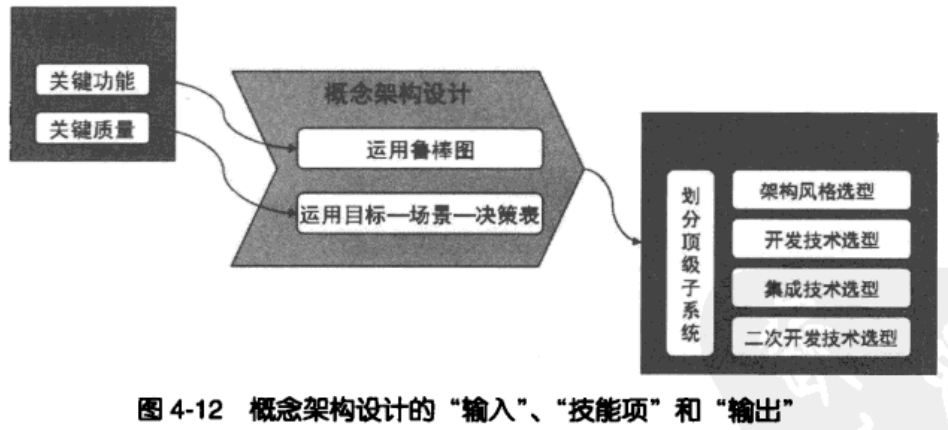 关键功能
关键质量
概念架构设计
运用鲁棒图
运用目标—场景—决策表
划分顶级子系统
架构风格选型
开发技术选型
集成技术选型
二次开发技术选型
图 4-12 概念架构设计的“输入”、“技能项”和“输出”